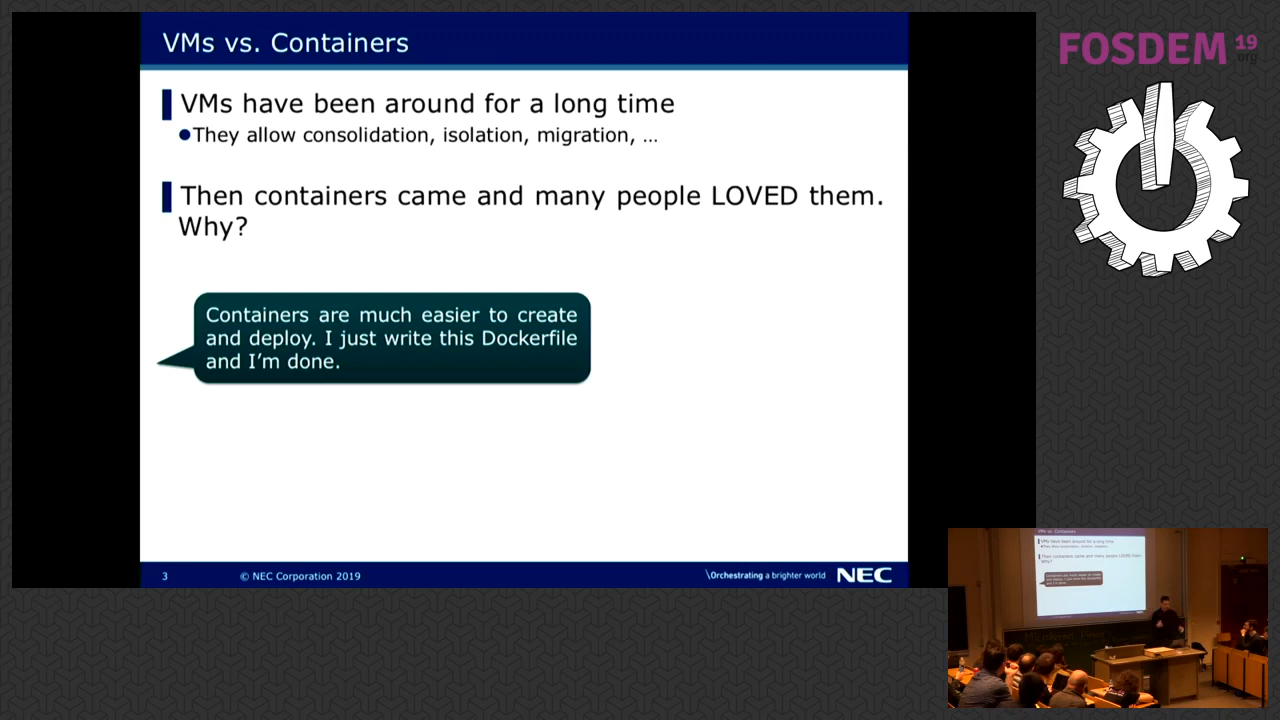 VMs vs. Containers
VMs have been around for a long time
They allow consolidation, isolation, migration, ...
Then containers came and many people LOVED them.
Why?
Containers are much easier to create
and deploy. I just write this Dockerfile
and I'm done.
3
© NEC Corporation 2019
\Orchestrating a brighter world
NEC
FOSDEM 19
.org